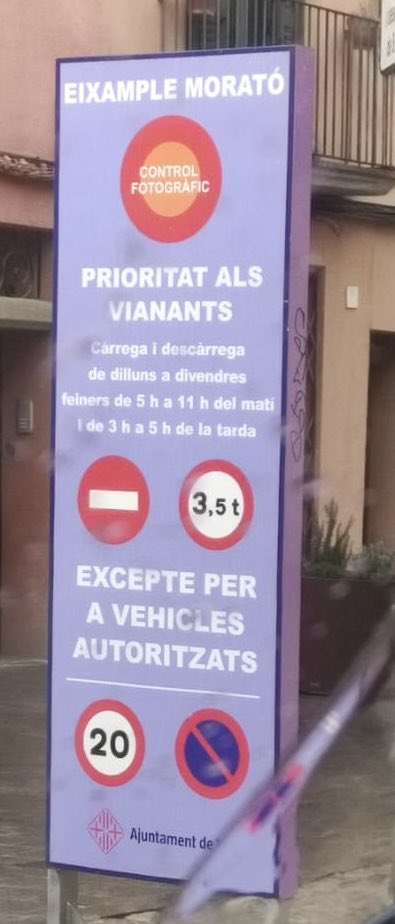 EIXAMPLE MORATÓ
CONTROL
FOTOGRÀFIC
PRIORITAT ALS
VIANANTS
Càrrega i descàrrega
de dilluns a divendres
feiners de 5 h a 11 h del matí
i de 3 h a 5 h de la tarda
3,5 t
EXCEPTE PER
A VEHICLES
AUTORITZATS
20
Ajuntament de